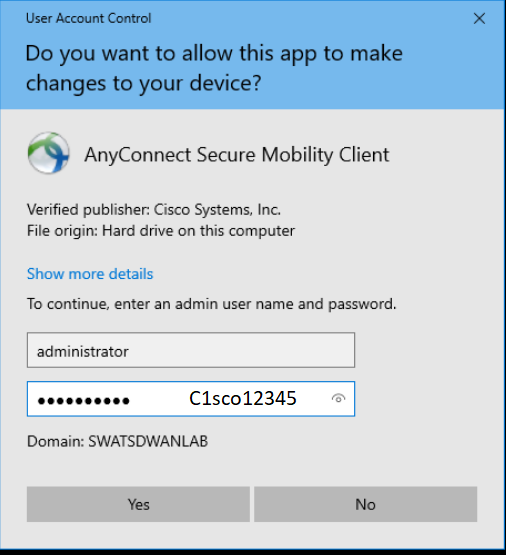 User Account Control
Do you want to allow this app to make
changes to your device?
AnyConnect Secure Mobility Client
Verified publisher: Cisco Systems, Inc.
File origin: Hard drive on this computer
Show more details
To continue, enter an admin user name and password.
administrator
●●●●●●●●●● C1sco12345
Domain: SWATSDWANLAB
Yes No